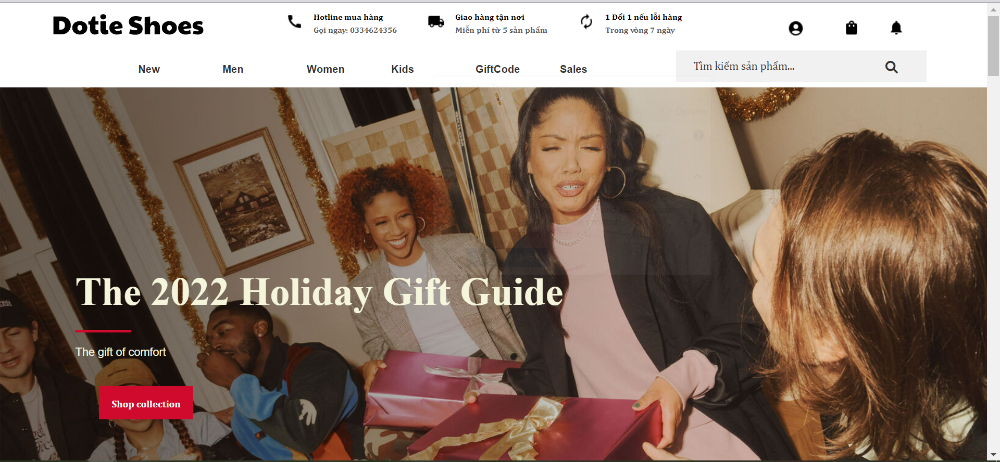 Dotie Shoes
Hotline mua hàng
Gọi ngay: 0334624356
Giao hàng tận nơi
Miễn phí từ 5 sản phẩm
1 Đổi 1 nếu lỗi hàng
Trong vòng 7 ngày
New
Men
Women
Kids
GiftCode
Sales
Tìm kiếm sản phẩm...
Options
The 2022 Holiday Gift Guide
The gift of comfort
Shop collection